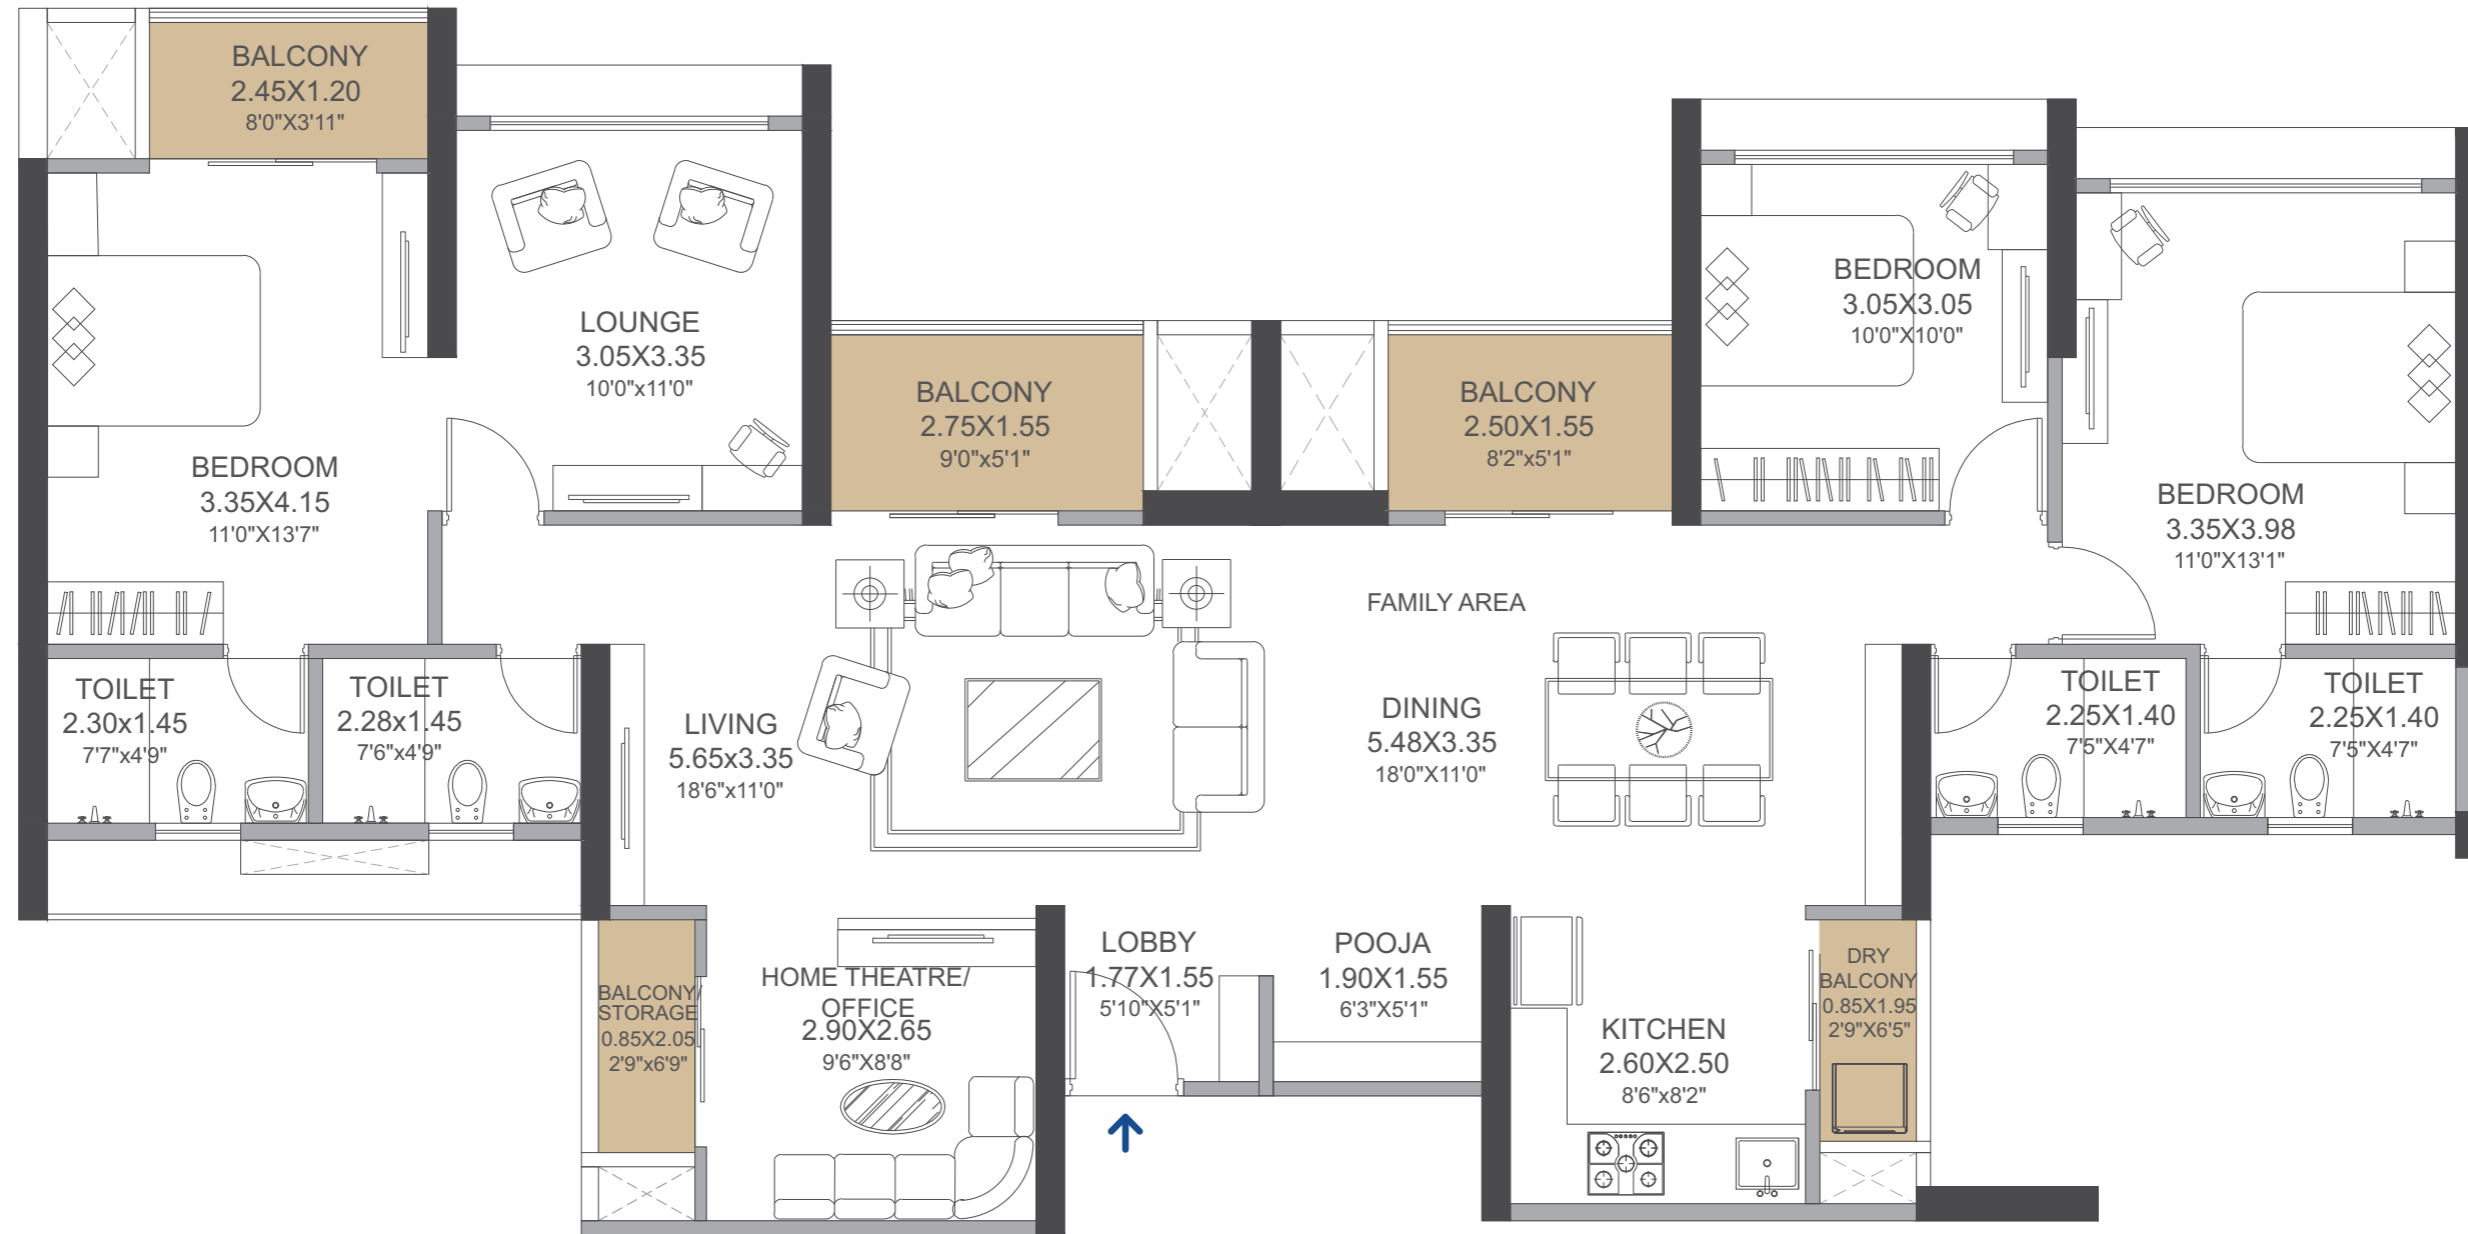 BALCONY
2.45X1.20
8'0"X3'11"
LOUNGE
3.05X3.35
10'0"x11'0"
BALCONY
2.75X1.55
9'0"x5'1"
BALCONY
2.50X1.55
8'2"x5'1"
BEDROOM
3.05X3.05
10'0"X10'0"
BEDROOM
3.35X4.15
11'0"X13'7"
BEDROOM
3.35X3.98
11'0"X13'1"
FAMILY AREA
TOILET
2.30x1.45
7'7"x4'9"
TOILET
2.28x1.45
7'6"x4'9"
LIVING
5.65x3.35
18'6"x11'0"
DINING
5.48X3.35
18'0"X11'0"
TOILET
2.25X1.40
7'5"X4'7"
TOILET
2.25X1.40
7'5"X4'7"
BALCONY/
STORAGE
0.85X2.05
2'9"x6'9"
HOME THEATRE/
OFFICE
2.90X2.65
9'6"X8'8"
LOBBY
1.77X1.55
5'10"X5'1"
POOJA
1.90X1.55
6'3"X5'1"
KITCHEN
2.60X2.50
8'6"x8'2"
DRY
BALCONY
0.85X1.95
2'9"X6'5"